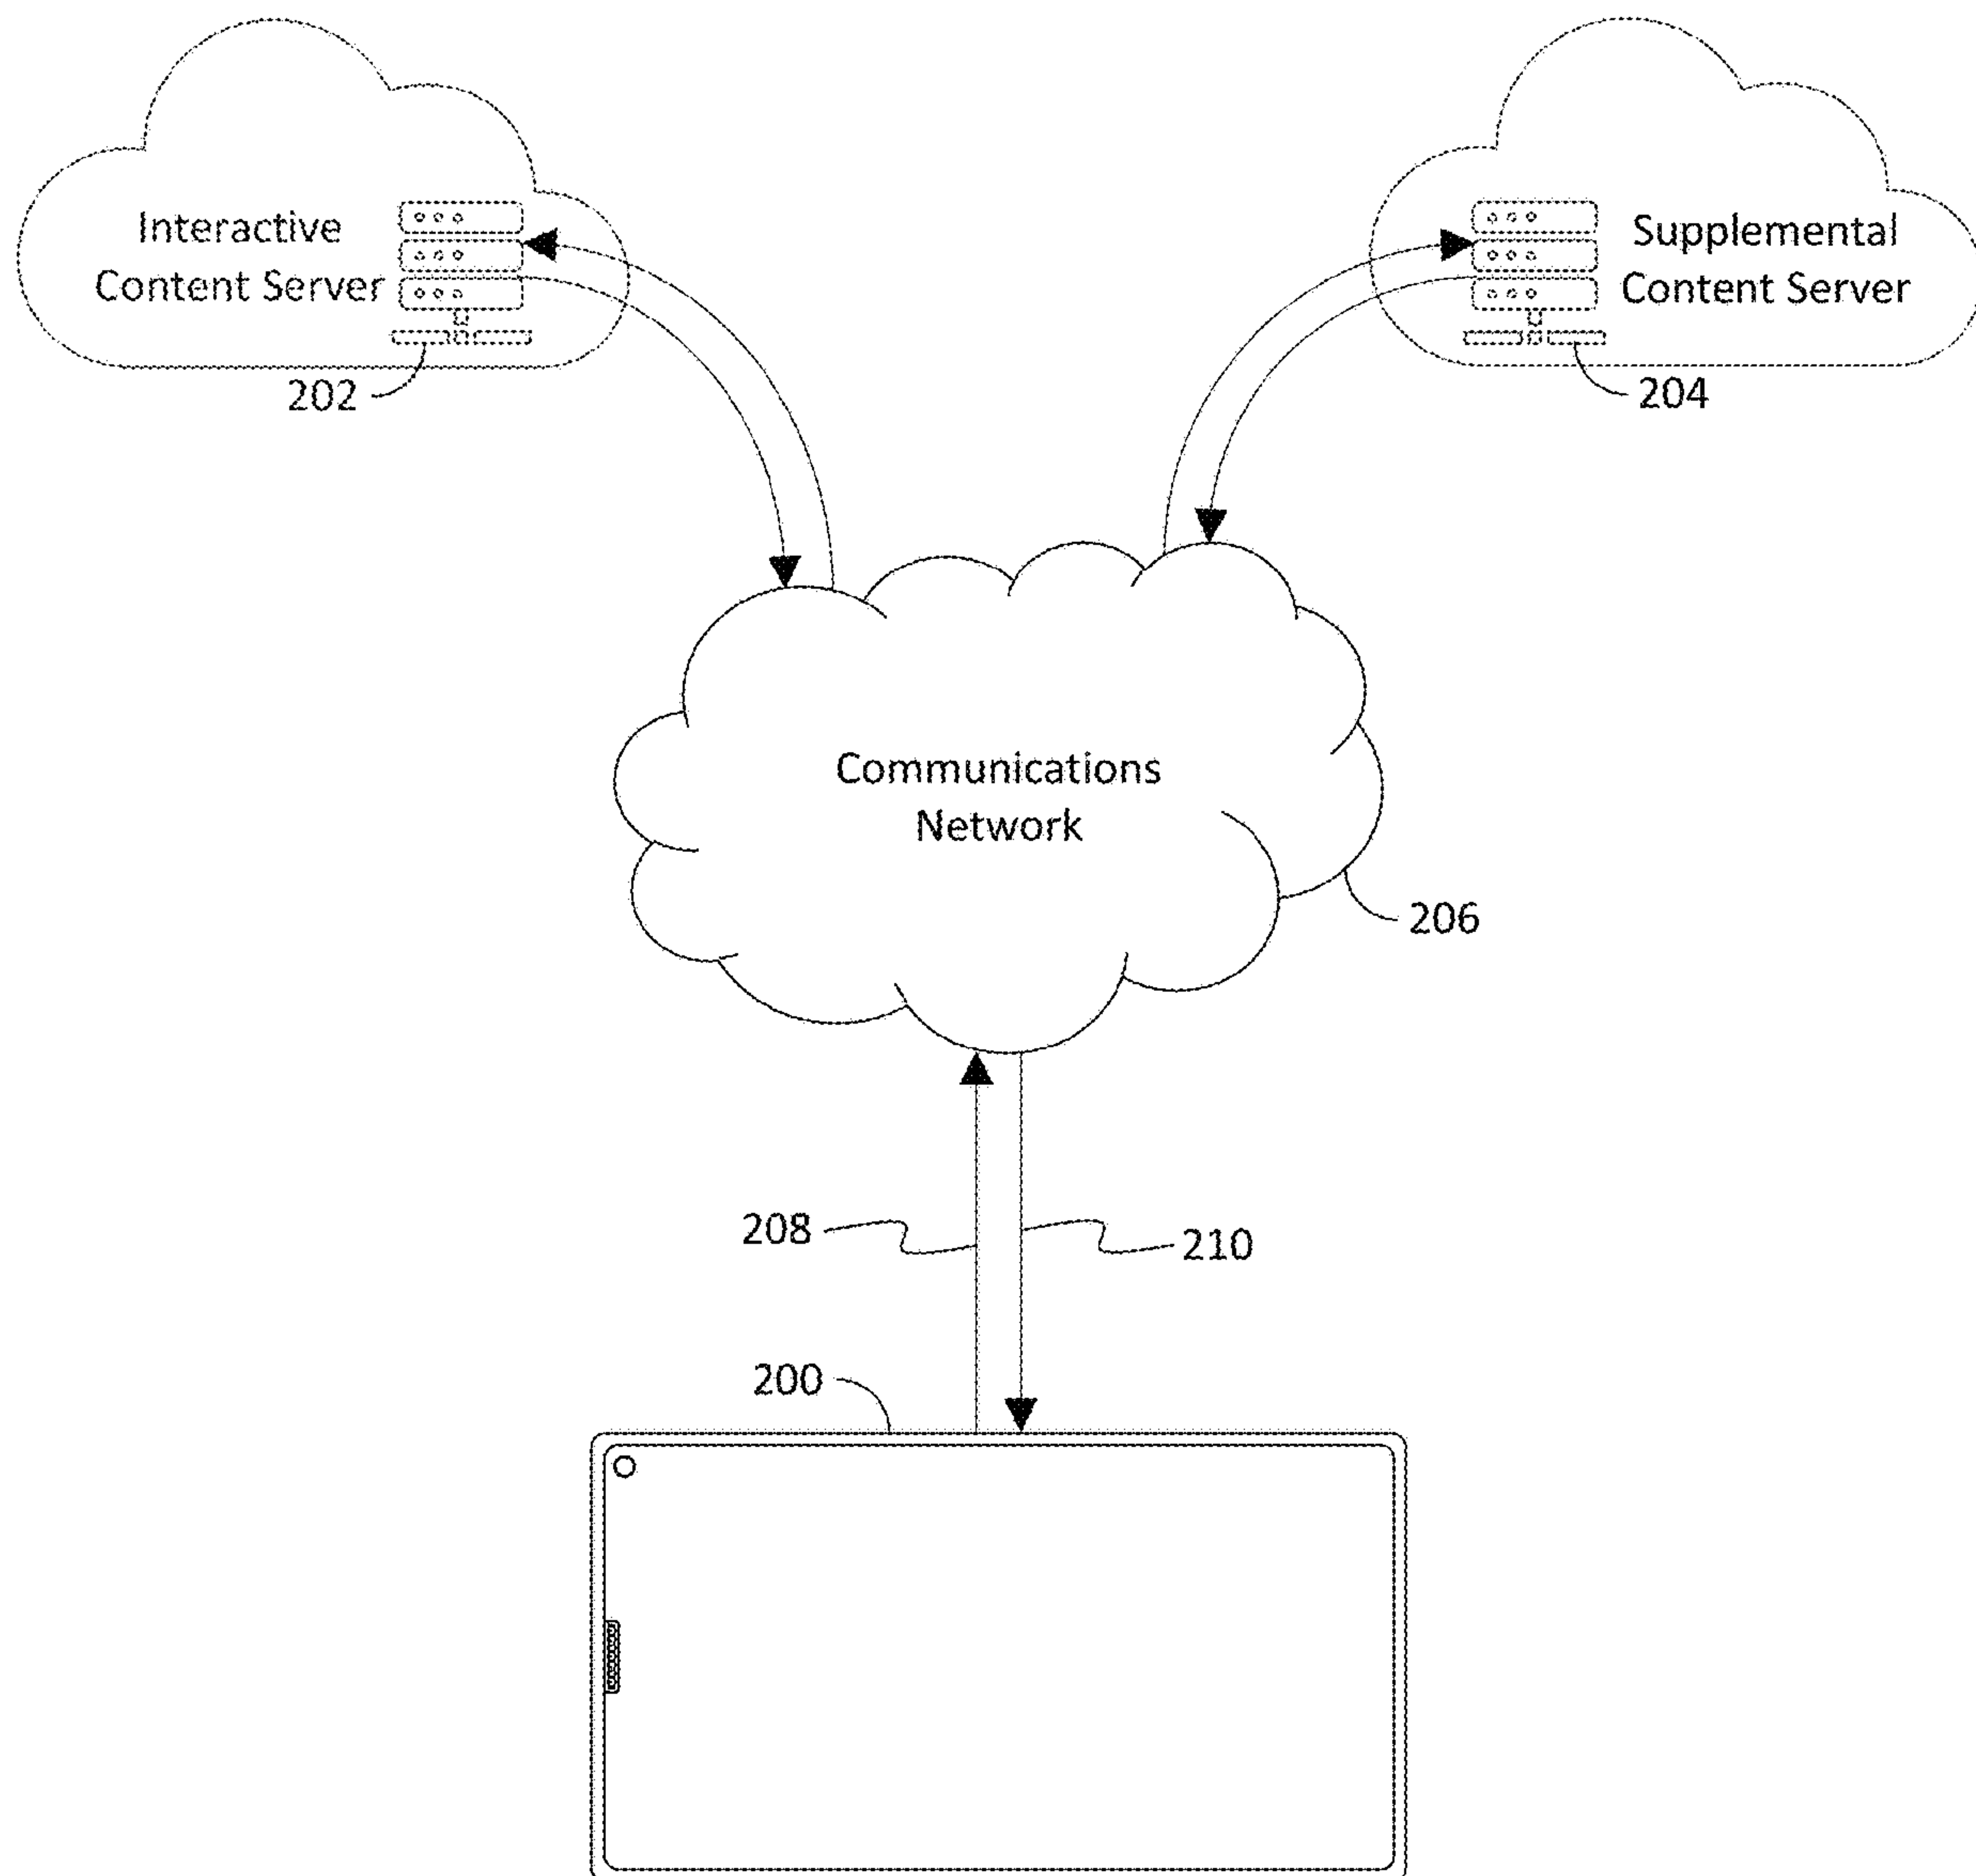 Interactive
Content Server
202
Supplemental
Content Server
204
Communications
Network
206
208
210
200